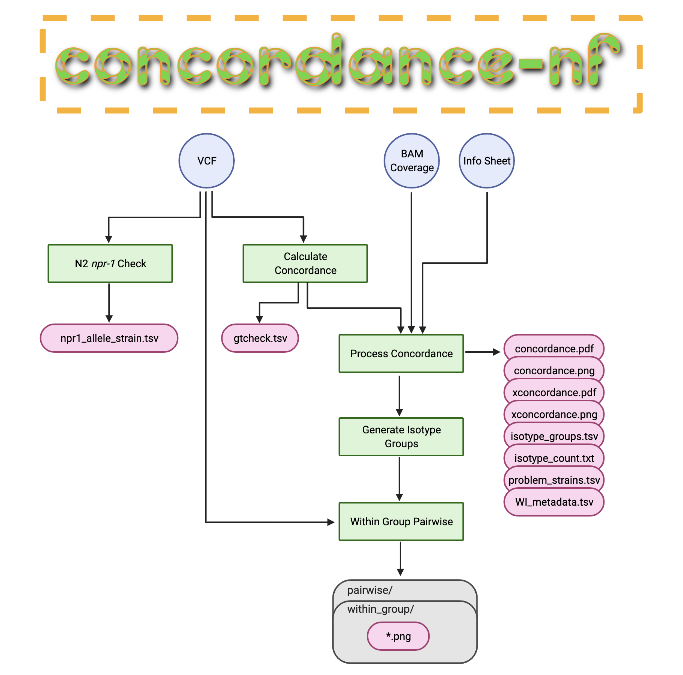 concordance-nf
VCF
BAM
Coverage
Info Sheet
N2 npr-1 Check
Calculate
Concordance
npr1_allele_strain.tsv
gtcheck.tsv
Process Concordance
concordance.pdf
concordance.png
xconcordance.pdf
xconcordance.png
isotype_groups.tsv
isotype_count.txt
problem_strains.tsv
WI_metadata.tsv
Generate Isotype
Groups
Within Group Pairwise
pairwise/
within_group/
*.png